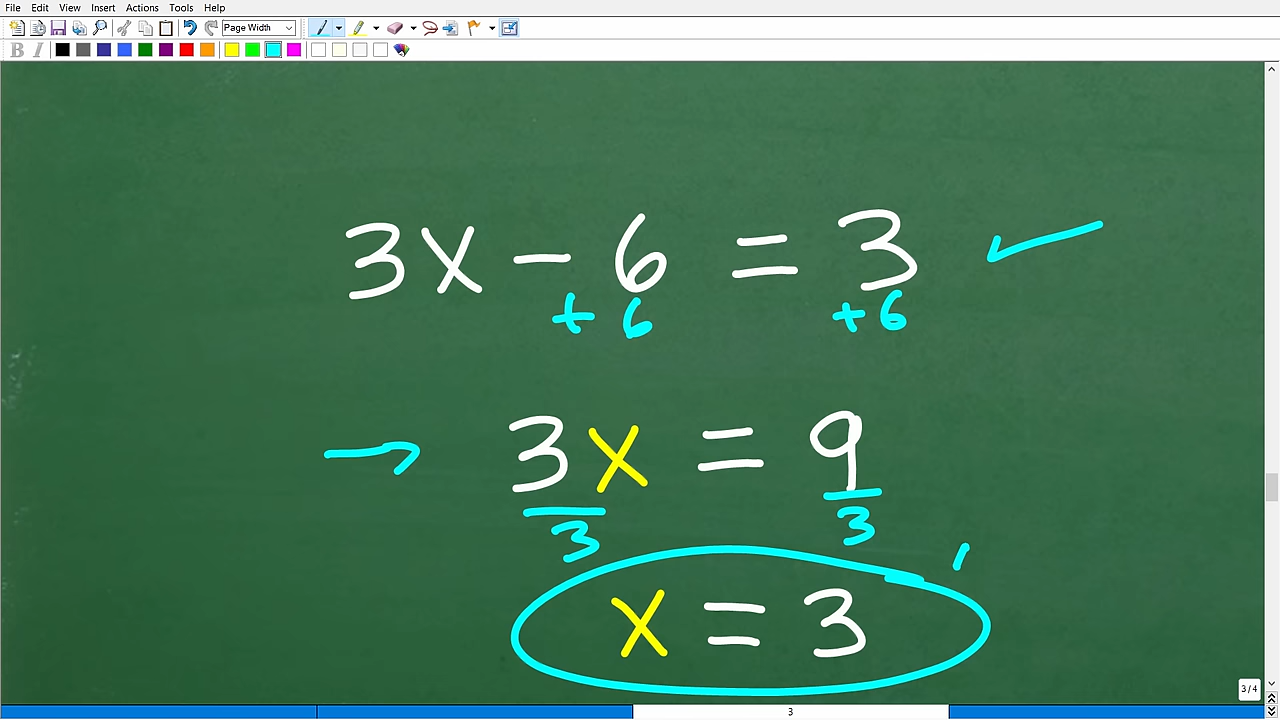 File Edit View Insert Actions Tools Help
Page Width
B I
3x - 6 = 3
+ 6 + 6
3x = 9
3 3
x = 3
3/4
3